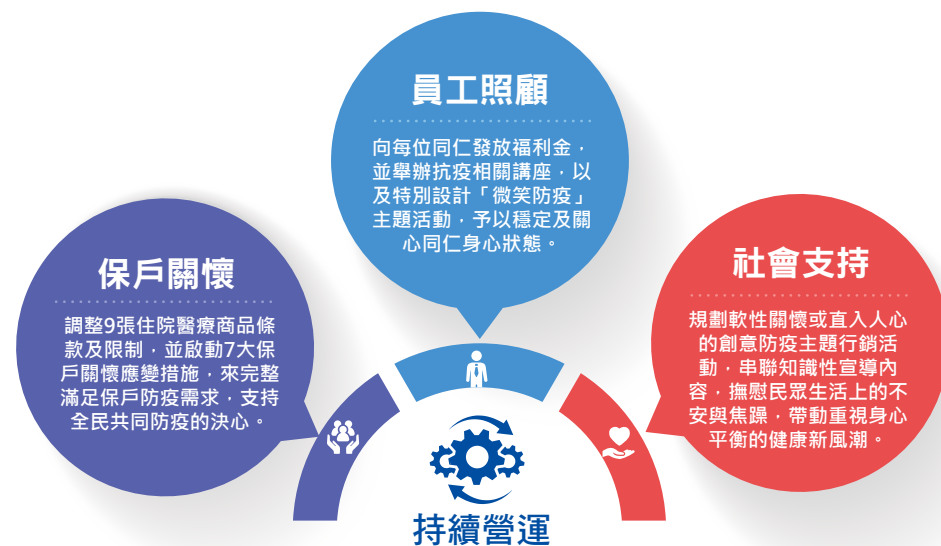 員工照顧
向每位同仁發放福利金，
並舉辦抗疫相關講座，以
及特別設計「微笑防疫」
主題活動，予以穩定及關
心同仁身心狀態。
保戶關懷
調整9張住院醫療商品條
款及限制，並啟動7大保
戶關懷應變措施，來完整
滿足保戶防疫需求，支持
全民共同防疫的決心。
社會支持
規劃軟性關懷或直入人心
的創意防疫主題行銷活
動，串聯知識性宣導內
容，撫慰民眾生活上的不
安與焦躁，帶動重視身心
平衡的健康新風潮。
持續營運